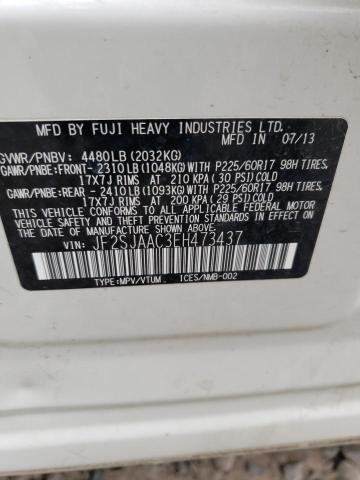 MFD BY FUJI HEAVY INDUSTRIES LTD.
MFD IN 07/13
GVWR/PNBV: 4480LB (2032KG)
GAWR/PNBE:FRONT- 2310LB(1048KG)WITH P225/60R17 98H TIRES,
17X7J RIMS AT 210 KPA(30 PSI)COLD
GAWR/PNBE:REAR - 2410LB(1093KG)WITH P225/60R17 98H TIRES,
17X7J RIMS AT 200 KPA(29 PSI)COLD
THIS VEHICLE CONFORMS TO ALL APPLICABLE FEDERAL MOTOR
VEHICLE SAFETY AND BUMPER STANDARDS IN EFFECT ON THE
DATE OF MANUFACTURE SHOWN ABOVE.
VIN: JF2SJAAC3EH473437
TYPE:MPV/VTUM ICES/NMB-002